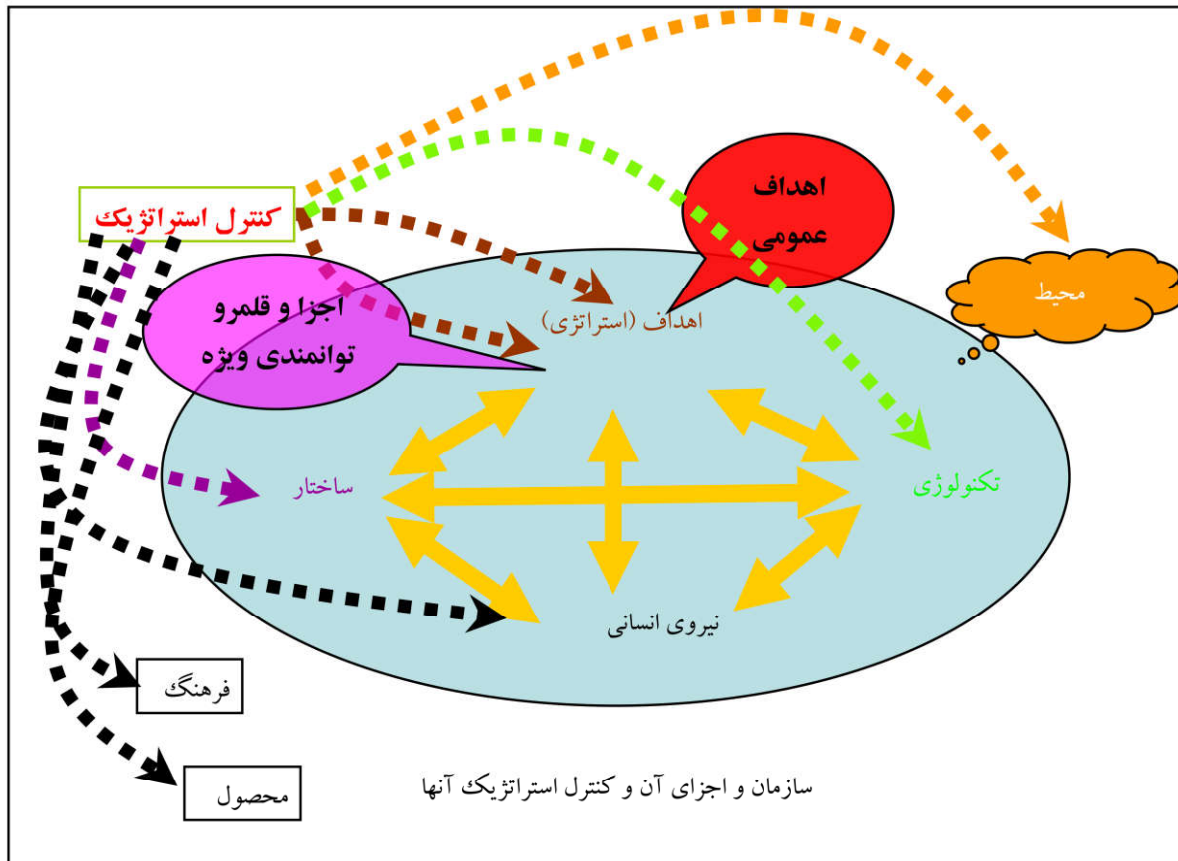 اهداف
عمومی
کنترل استراتژیک
محیط
اجزا و قلمرو
توانمندی ویژه
اهداف (استراتژی)
تکنولوژی
ساختار
نیروی انسانی
فرهنگ
محصول
سازمان و اجزای آن و کنترل استراتژیک آنها